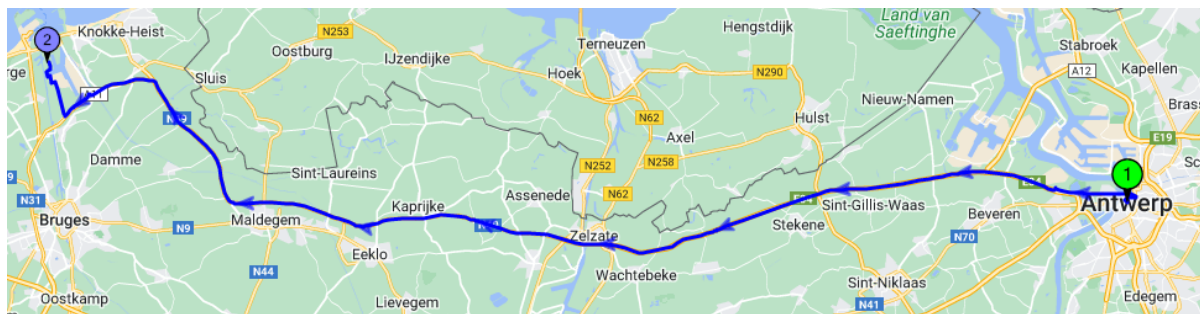 2
Knokke-Heist
N253
Oostburg
IJzendijke
Terneuzen
Hengstdijk
Land van
Saeftinghe
Stabroek
Sluis
Hoek
N290
A12
Kapellen
A11
N49
Nieuw-Namen
Hulst
N62
Axel
E19
Damme
Sint-Laureins
N252
N258
1
N31
Assenede
N62
E34
Antwerp
Bruges
N9
Maldegem
Kaprijke
Zelzate
Stekene
Sint-Gillis-Waas
Beveren
N70
Eeklo
Wachtebeke
N44
Sint-Niklaas
Oostkamp
Lievegem
N41
Edegem